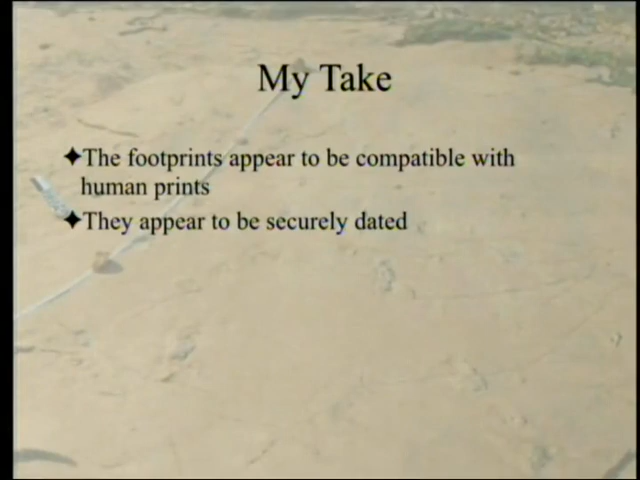 My Take
✦The footprints appear to be compatible with
human prints
✦They appear to be securely dated